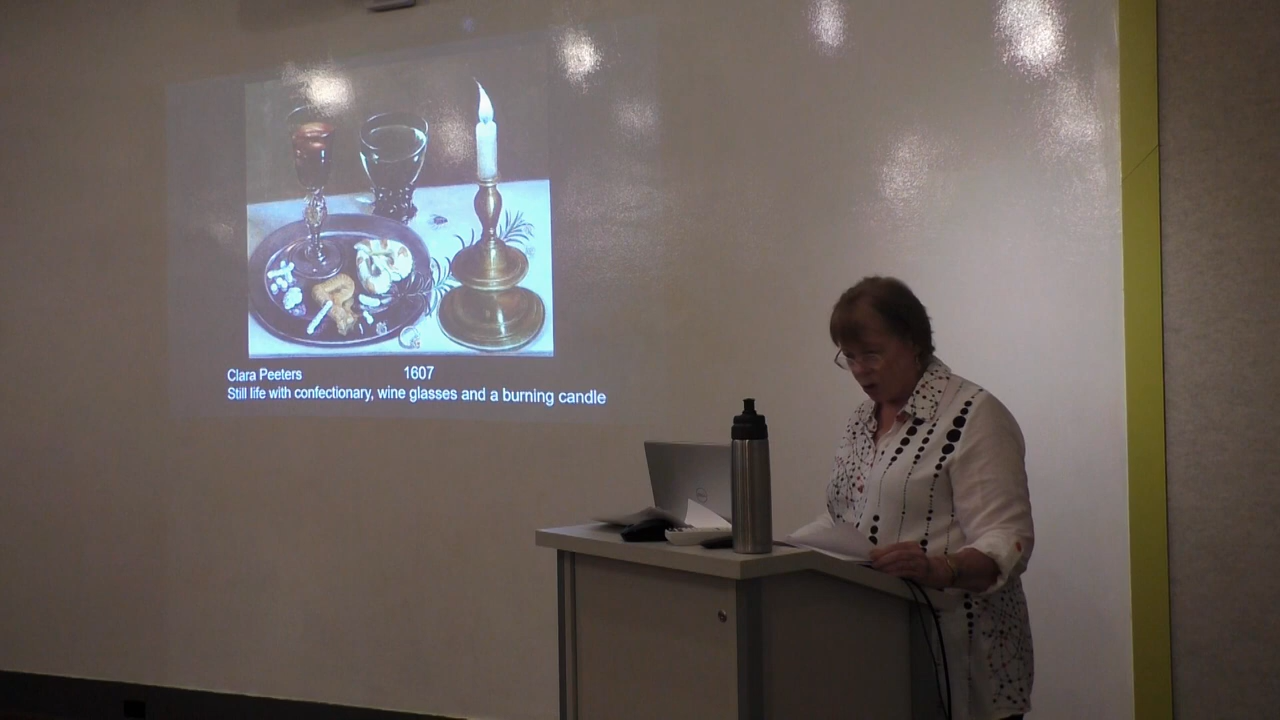 Clara Peeters 1607
Still life with confectionary, wine glasses and a burning candle